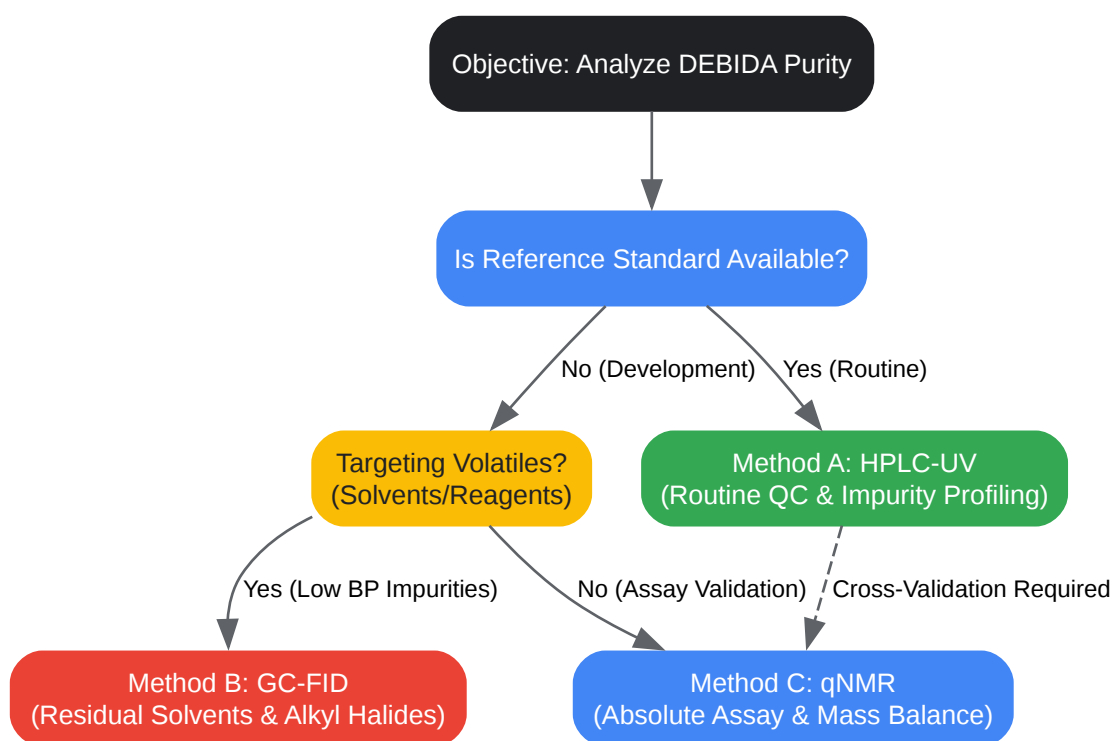 Objective: Analyze DEBIDA Purity
Is Reference Standard Available?
No (Development)
Yes (Routine)
Targeting Volatiles?
(Solvents/Reagents)
Method A: HPLC-UV
(Routine QC & Impurity Profiling)
Yes (Low BP Impurities)
No (Assay Validation)
Cross-Validation Required
Method B: GC-FID
(Residual Solvents & Alkyl Halides)
Method C: qNMR
(Absolute Assay & Mass Balance)